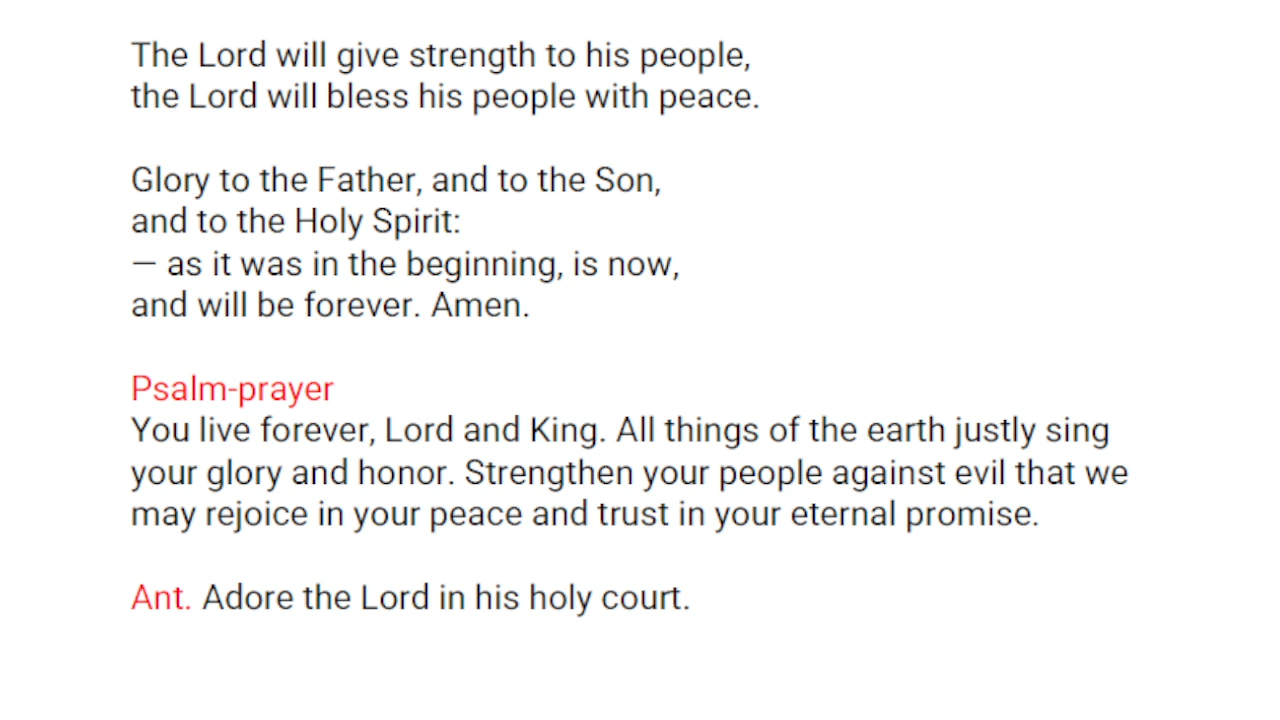 The Lord will give strength to his people,
the Lord will bless his people with peace.
Glory to the Father, and to the Son,
and to the Holy Spirit:
— as it was in the beginning, is now,
and will be forever. Amen.
Psalm-prayer
You live forever, Lord and King. All things of the earth justly sing
your glory and honor. Strengthen your people against evil that we
may rejoice in your peace and trust in your eternal promise.
Ant. Adore the Lord in his holy court.